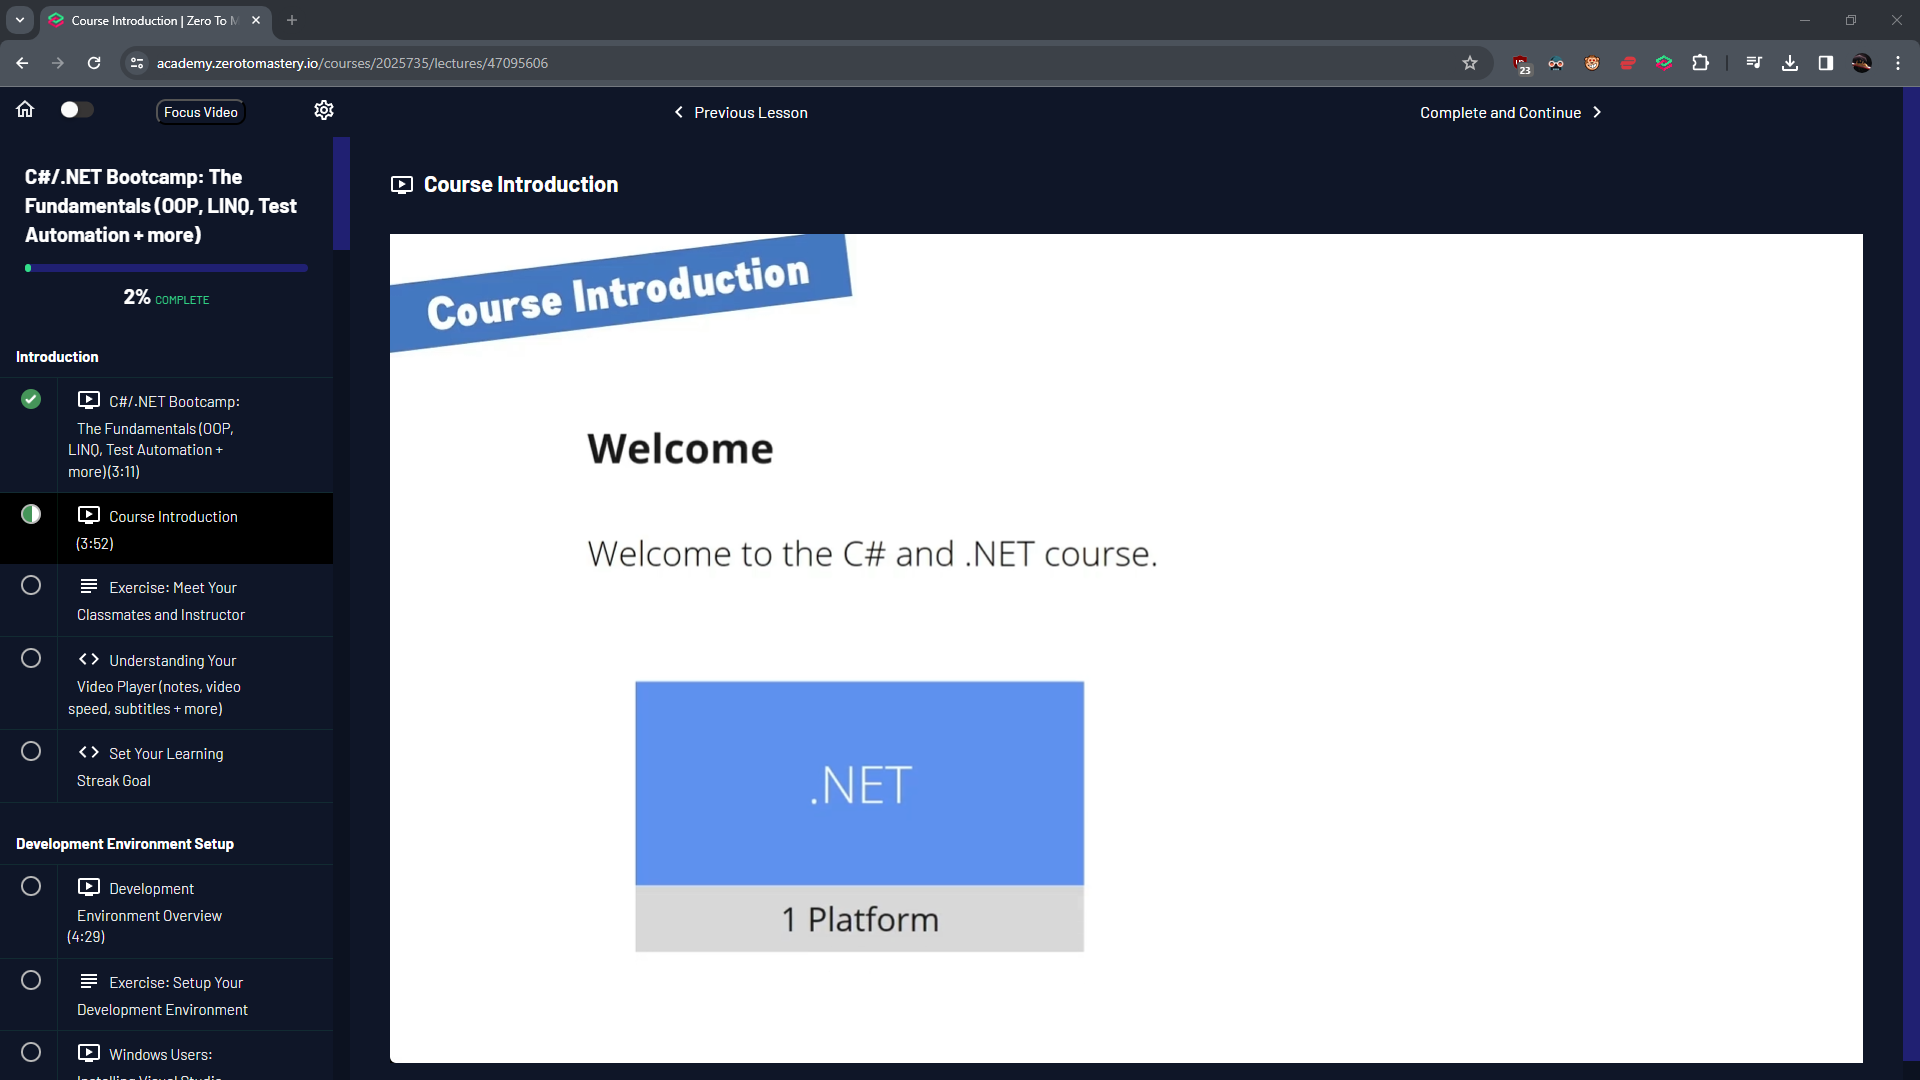 Course Introduction | Zero To M
academy.zerotomastery.io/courses/2025735/lectures/47095606
23
Focus Video
Previous Lesson
Complete and Continue
C#/.NET Bootcamp: The
Fundamentals (OOP, LINQ, Test
Automation + more)
2% COMPLETE
Introduction
C#/.NET Bootcamp:
The Fundamentals (OOP,
LINQ, Test Automation +
more) (3:11)
Course Introduction
(3:52)
Exercise: Meet Your
Classmates and Instructor
Understanding Your
Video Player (notes, video
speed, subtitles + more)
Set Your Learning
Streak Goal
Development Environment Setup
Development
Environment Overview
(4:29)
Exercise: Setup Your
Development Environment
Windows Users:
Installing Visual Studio
Course Introduction
Course Introduction
Welcome
Welcome to the C# and .NET course.
.NET
1 Platform